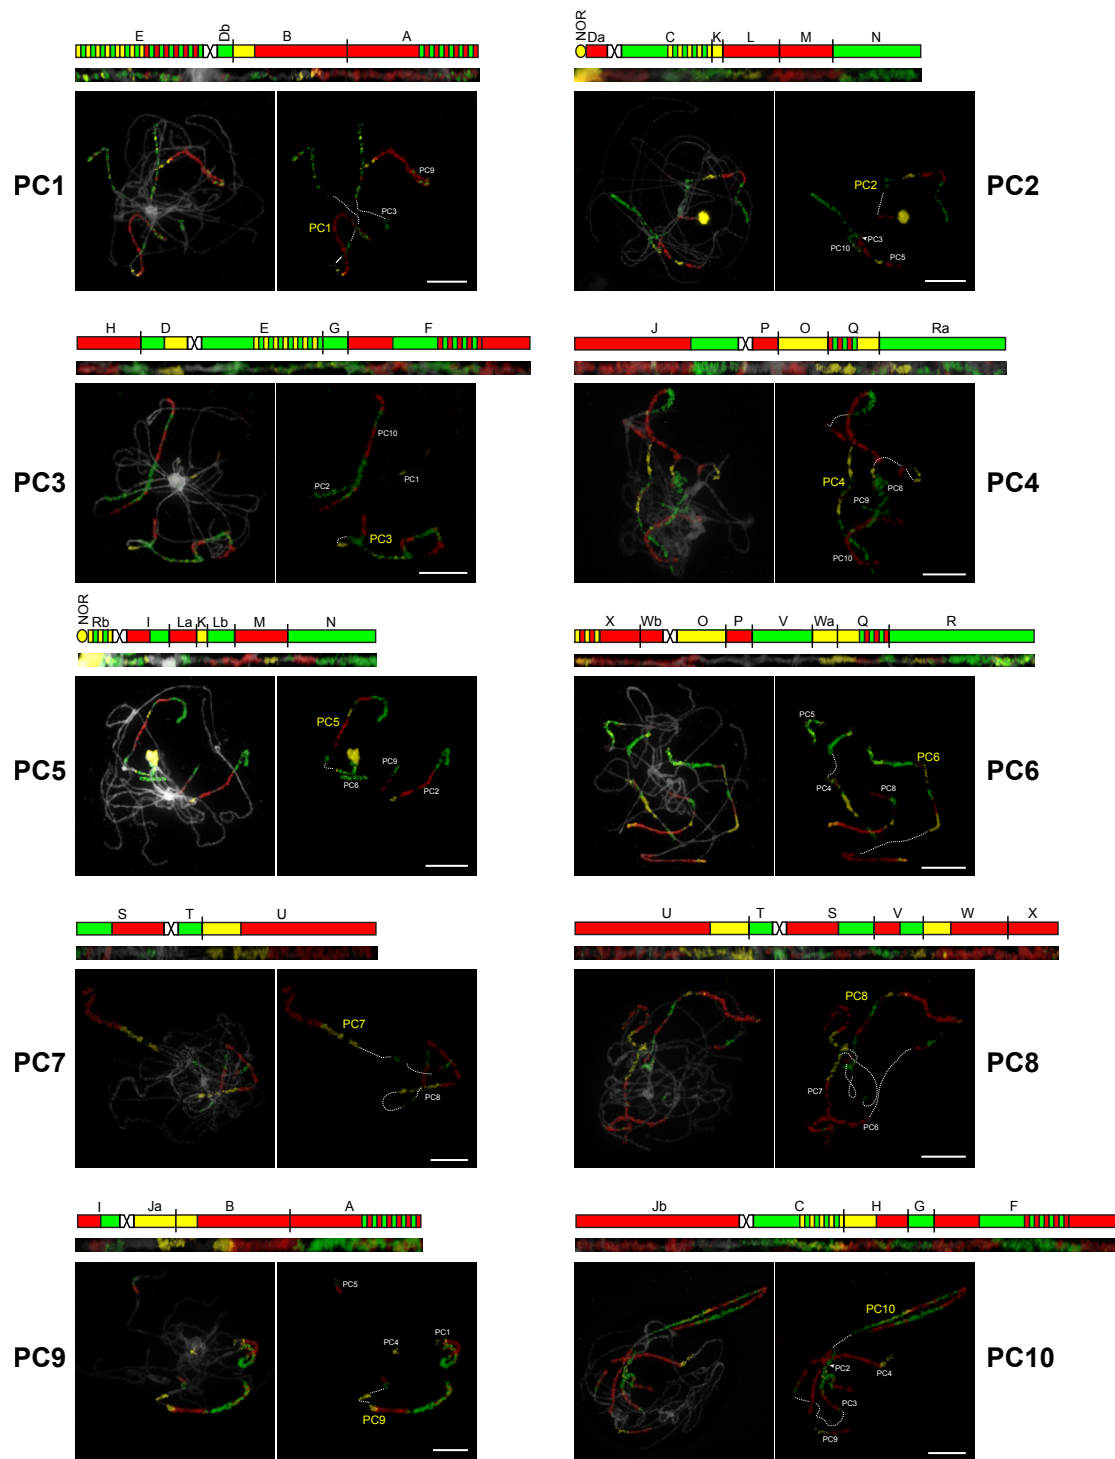 E Db B A
PC1
PC9
PC3
PC1
NOR Da C K L M N
PC2
PC2
PC3
PC10
PC5
H D E G F
PC3
PC10
PC1
PC2
PC3
J P O Q Ra
PC4
PC4
PC6
PC9
PC10
NOR Rb I La K Lb M N
PC5
PC5
PC9
PC6
PC2
X Wb O P V Wa Q R
PC6
PC5
PC6
PC4
PC8
S T U
PC7
PC7
PC8
U T S V W X
PC8
PC8
PC7
PC6
I Ja B A
PC9
PC5
PC1
PC4
PC9
Jb C H G F
PC10
PC10
PC2
PC4
PC3
PC9